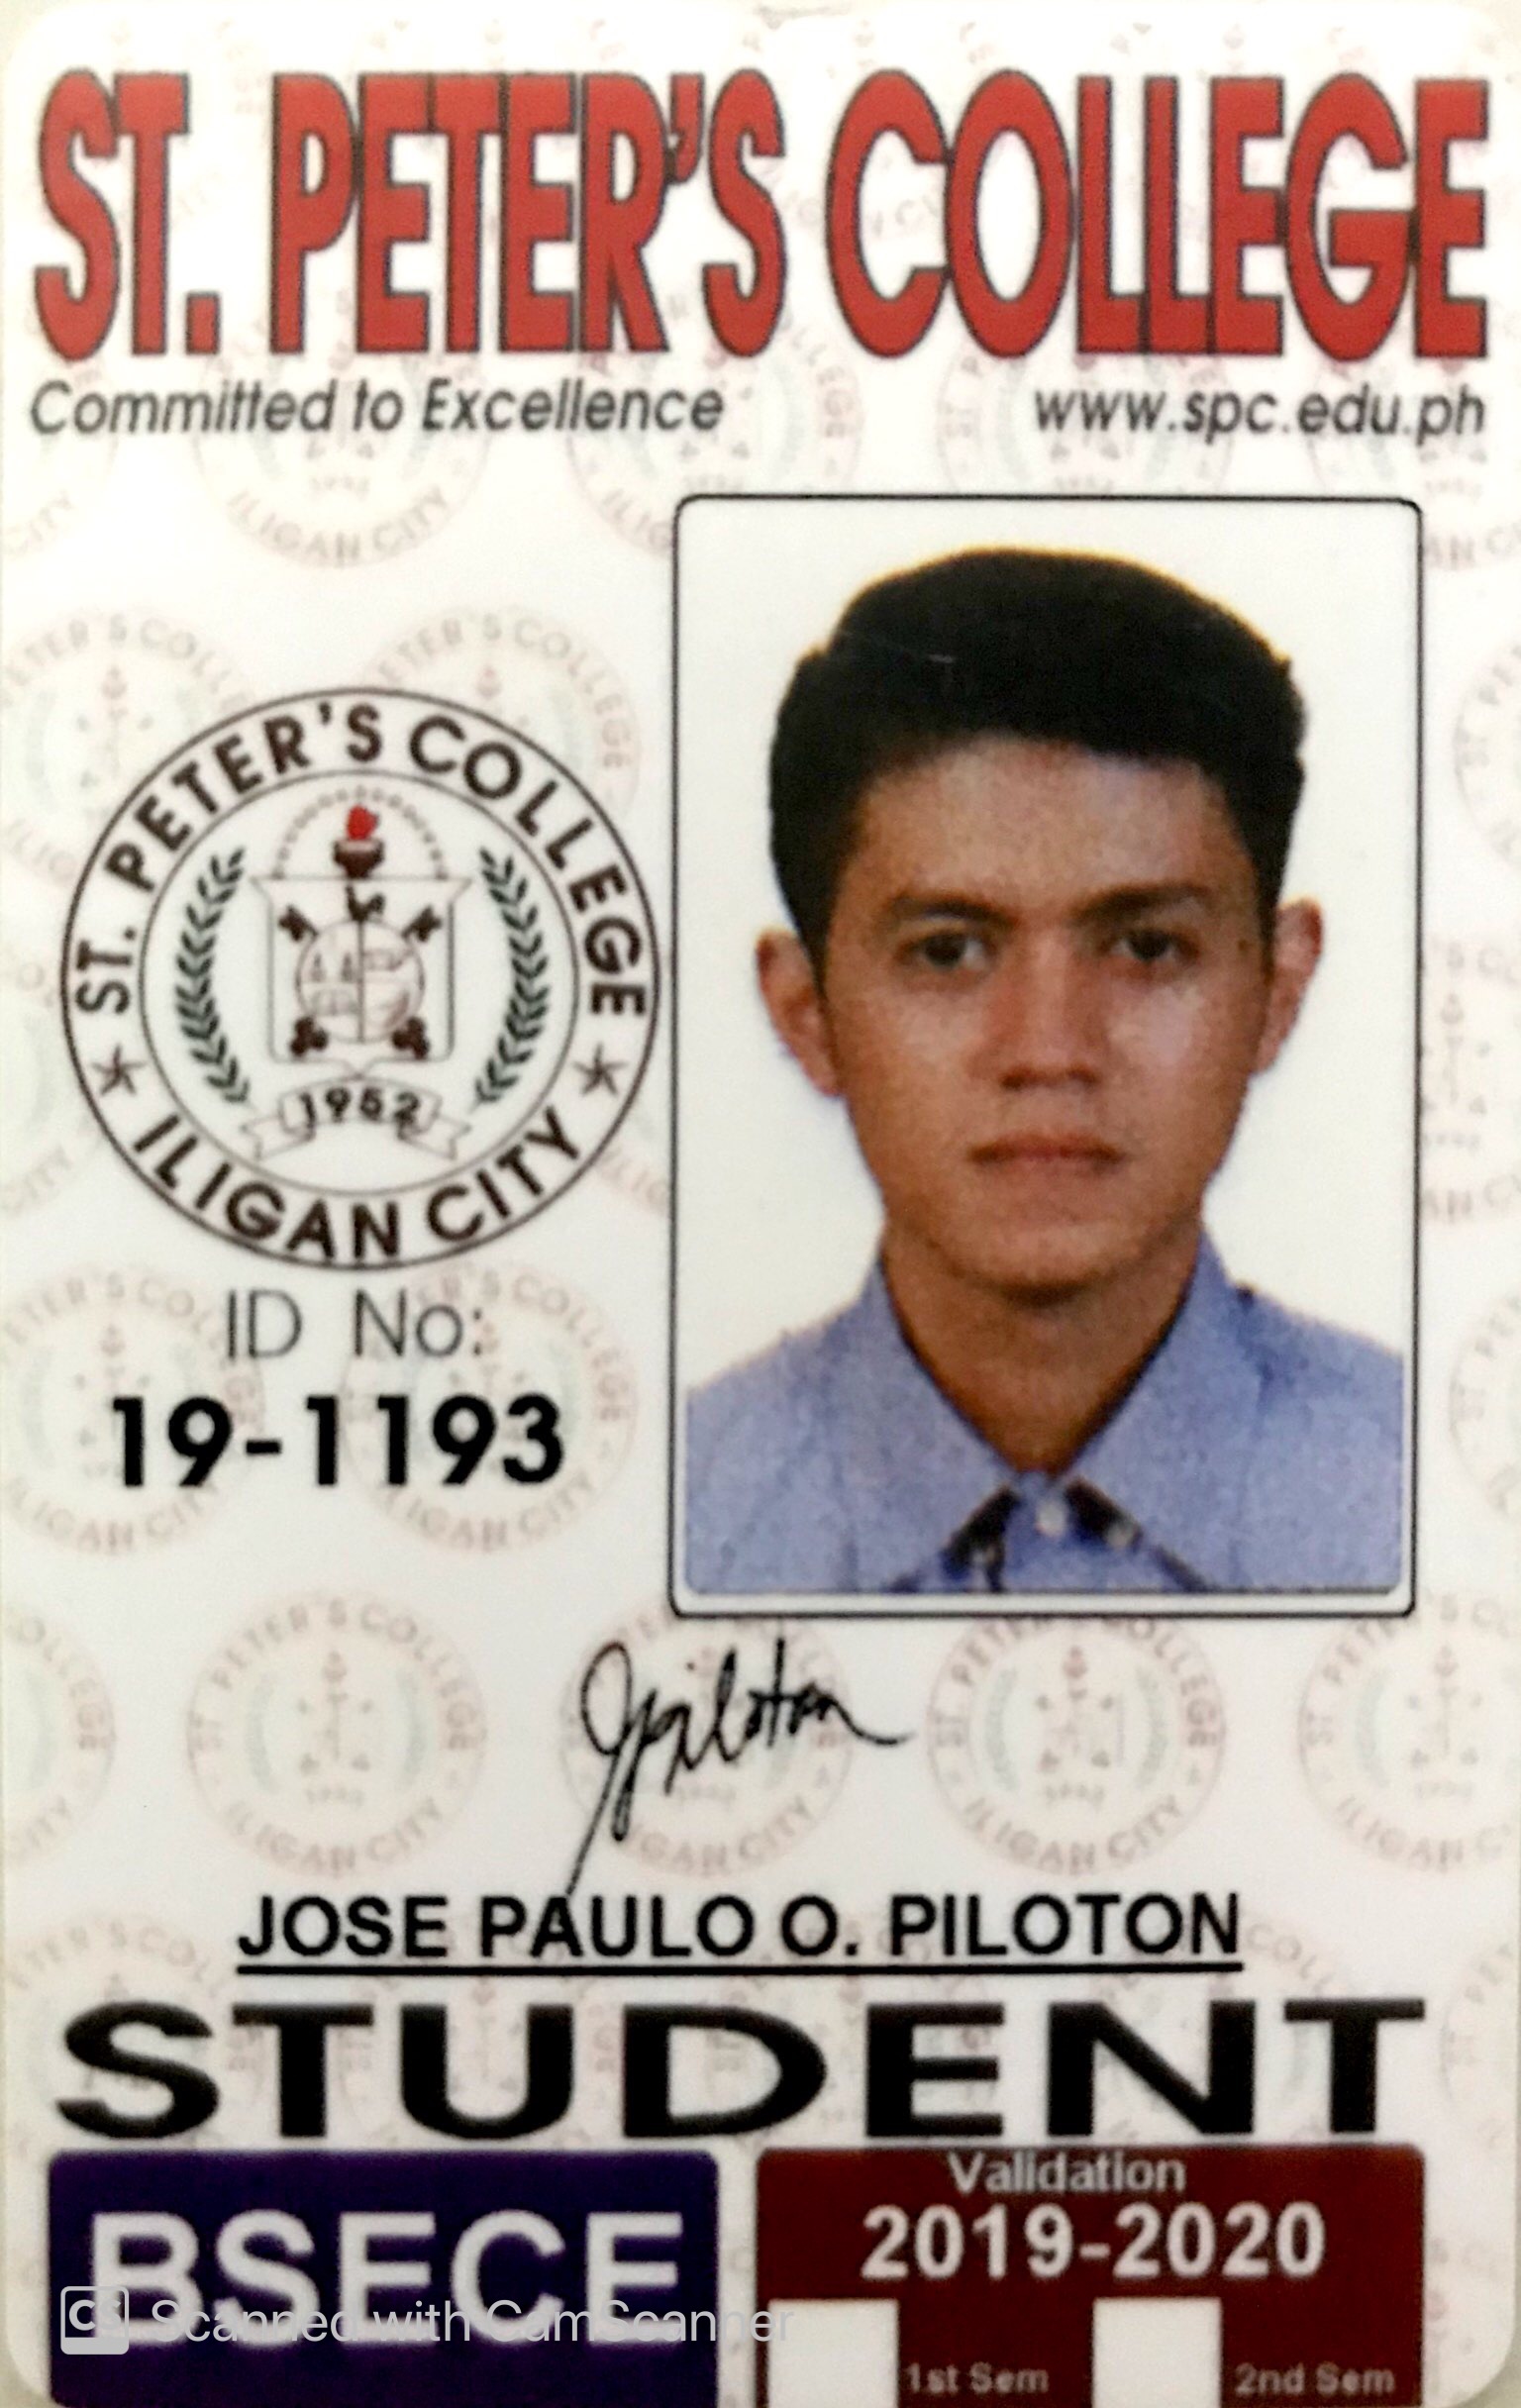 ST. PETER'S COLLEGE
Committed to Excellence
www.spc.edu.ph
ST. PETER'S COLLEGE
1952
ILIGAN CITY
ID No:
19-1193
Jpiloton
JOSE PAULO O. PILOTON
STUDENT
BSECE
Validation
2019-2020
1st Sem
2nd Sem
CS Scanned with CamScanner